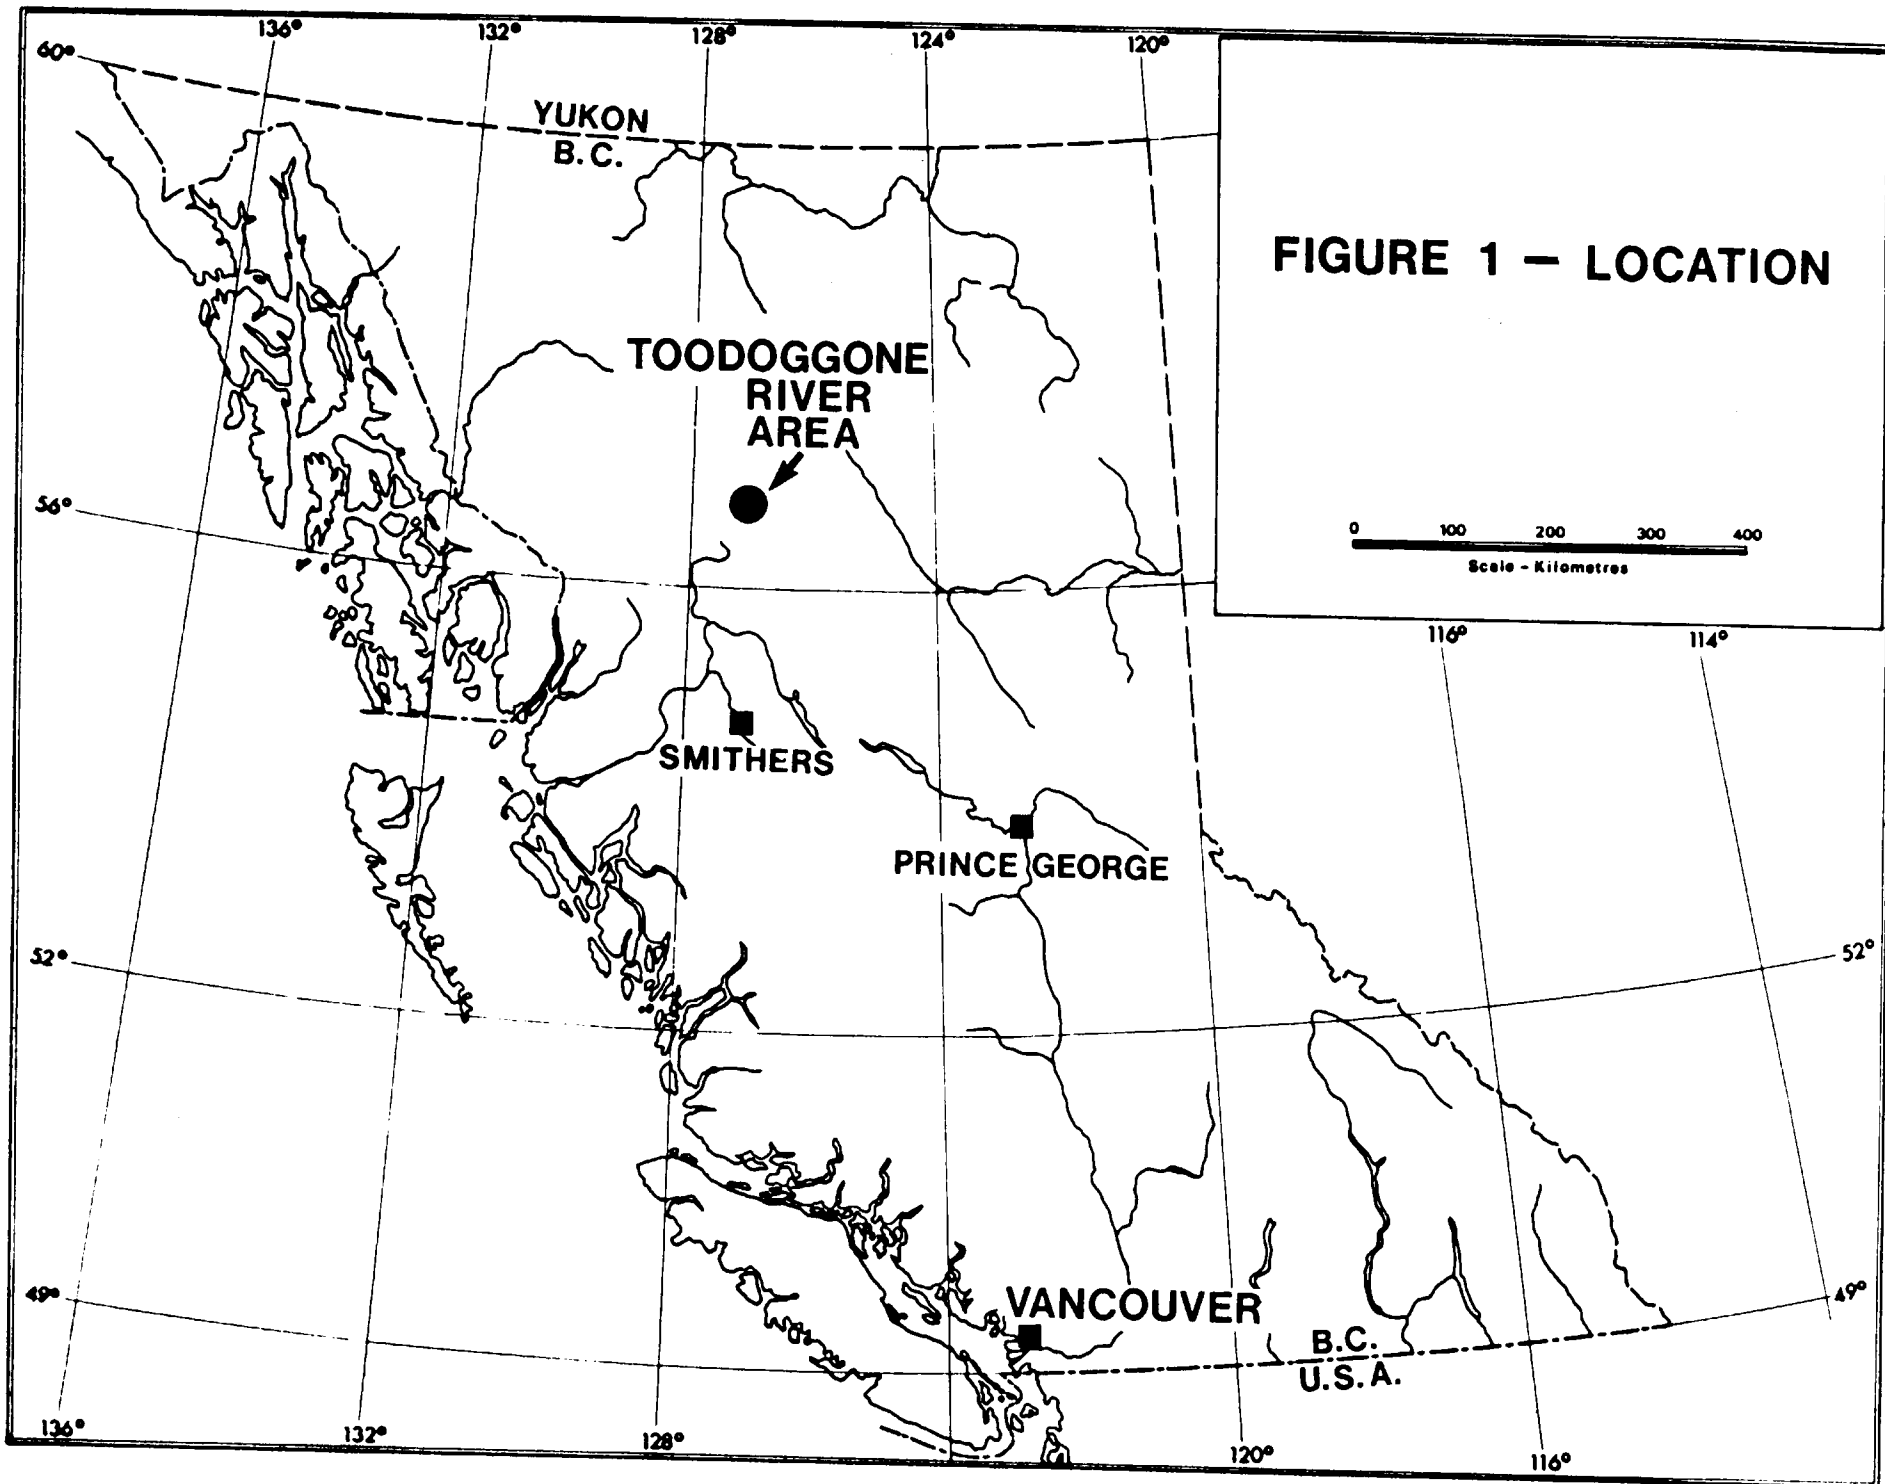 136°
132°
128°
124°
120°
60°
YUKON
B.C.
FIGURE 1 — LOCATION
TOODOGGONE
RIVER
AREA
56°
0 100 200 300 400
Scale - Kilometres
116°
114°
SMITHERS
PRINCE GEORGE
52°
52°
49°
VANCOUVER
49°
B.C.
U.S.A.
136°
132°
128°
120°
116°